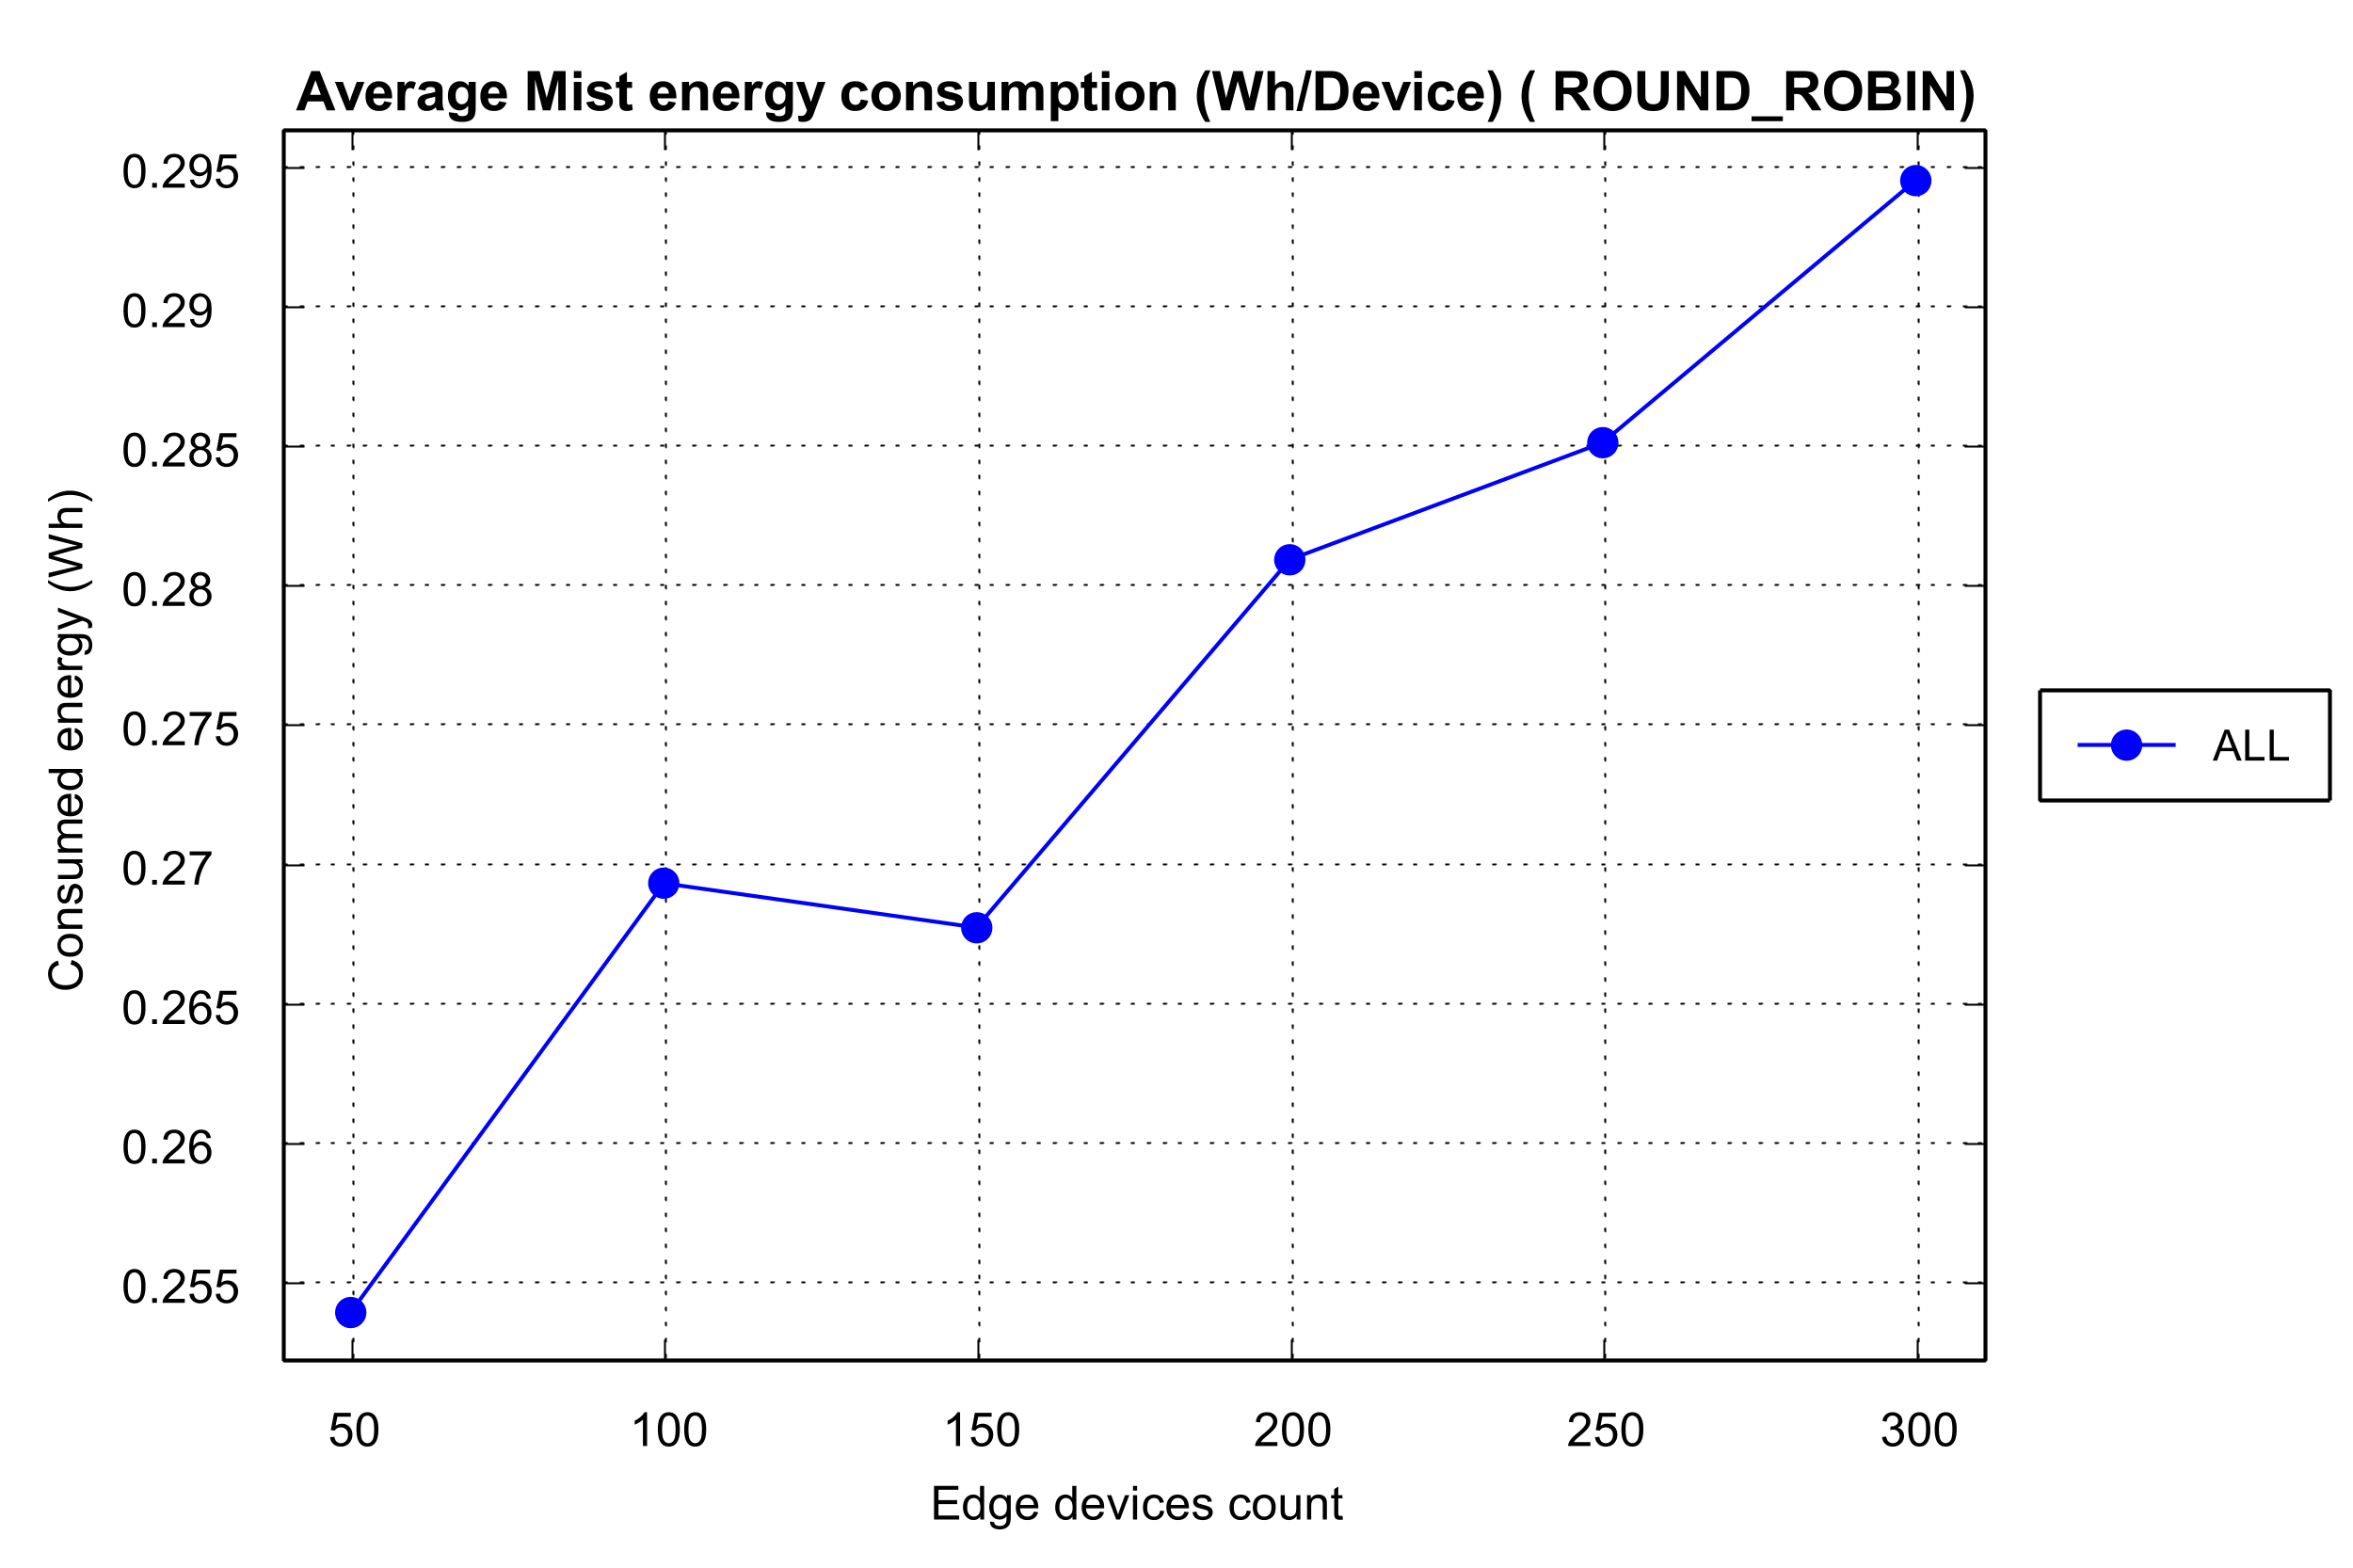 Average Mist energy consumption (Wh/Device) ( ROUND_ROBIN)
0.295
0.29
0.285
0.28
0.275
0.27
0.265
0.26
0.255
Consumed energy (Wh)
ALL
50 100 150 200 250 300
Edge devices count